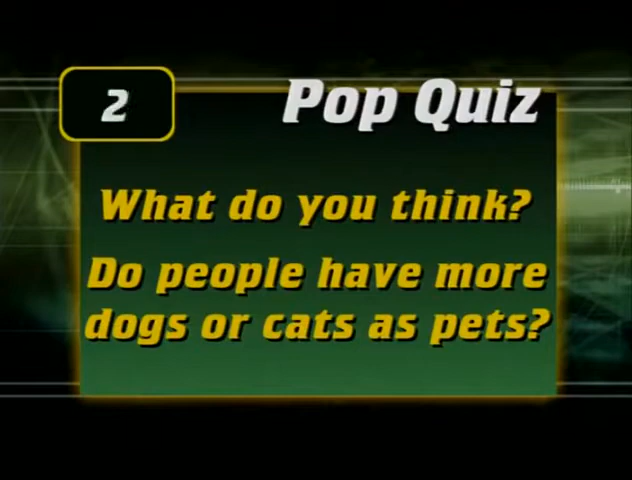 2
Pop Quiz
What do you think?
Do people have more
dogs or cats as pets?